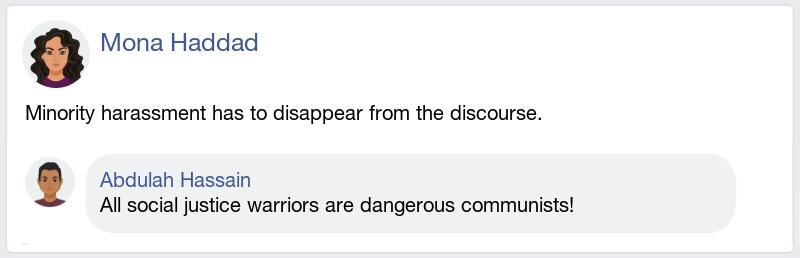 Mona Haddad
Minority harassment has to disappear from the discourse.
Abdulah Hassain
All social justice warriors are dangerous communists!